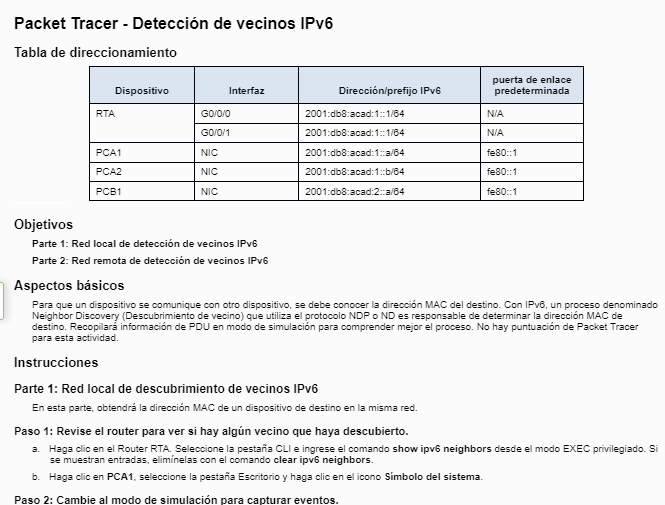 Packet Tracer - Detección de vecinos IPv6
Tabla de direccionamiento
Dispositivo Interfaz Dirección/prefijo IPv6 puerta de enlace predeterminada
RTA G0/0/0 2001:db8:acad:1::1/64 N/A
G0/0/1 2001:db8:acad:1::1/64 N/A
PCA1 NIC 2001:db8:acad:1::a/64 fe80::1
PCA2 NIC 2001:db8:acad:1::b/64 fe80::1
PCB1 NIC 2001:db8:acad:2::a/64 fe80::1
Objetivos
Parte 1: Red local de detección de vecinos IPv6
Parte 2: Red remota de detección de vecinos IPv6
Aspectos básicos
Para que un dispositivo se comunique con otro dispositivo, se debe conocer la dirección MAC del destino. Con IPv6, un proceso denominado
Neighbor Discovery (Descubrimiento de vecino) que utiliza el protocolo NDP o ND es responsable de determinar la dirección MAC de
destino. Recopilará información de PDU en modo de simulación para comprender mejor el proceso. No hay puntuación de Packet Tracer
para esta actividad.
Instrucciones
Parte 1: Red local de descubrimiento de vecinos IPv6
En esta parte, obtendrá la dirección MAC de un dispositivo de destino en la misma red.
Paso 1: Revise el router para ver si hay algún vecino que haya descubierto.
a. Haga clic en el Router RTA. Seleccione la pestaña CLI e ingrese el comando show ipv6 neighbors desde el modo EXEC privilegiado. Si
se muestran entradas, elimínelas con el comando clear ipv6 neighbors.
b. Haga clic en PCA1, seleccione la pestaña Escritorio y haga clic en el icono Símbolo del sistema.
Paso 2: Cambie al modo de simulación para capturar eventos.